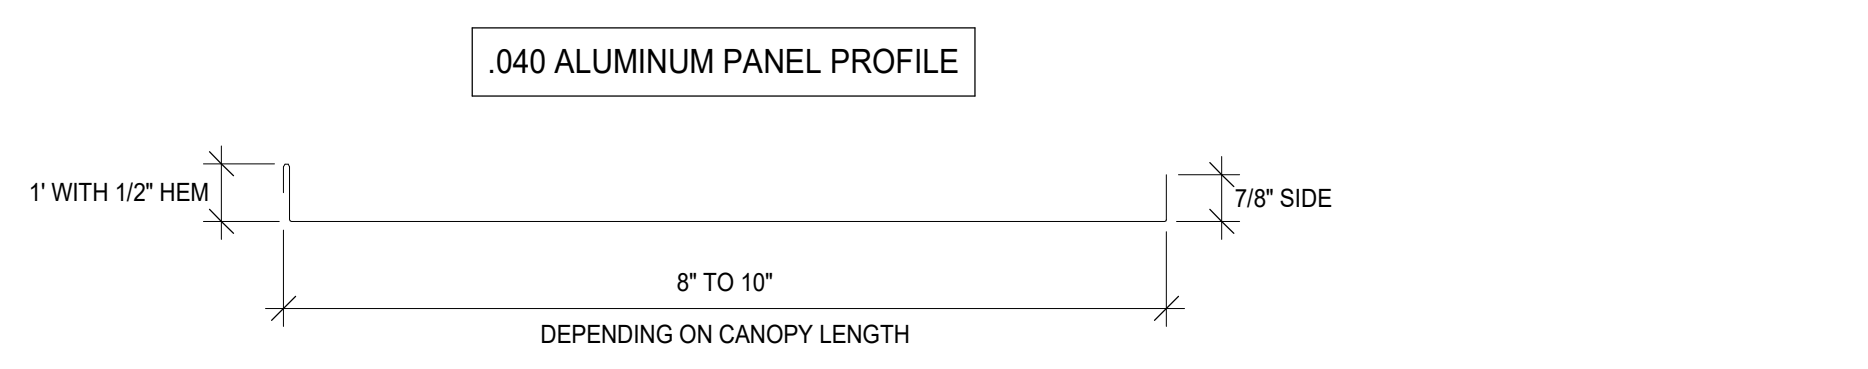 .040 ALUMINUM PANEL PROFILE
1' WITH 1/2" HEM
7/8" SIDE
8" TO 10"
DEPENDING ON CANOPY LENGTH